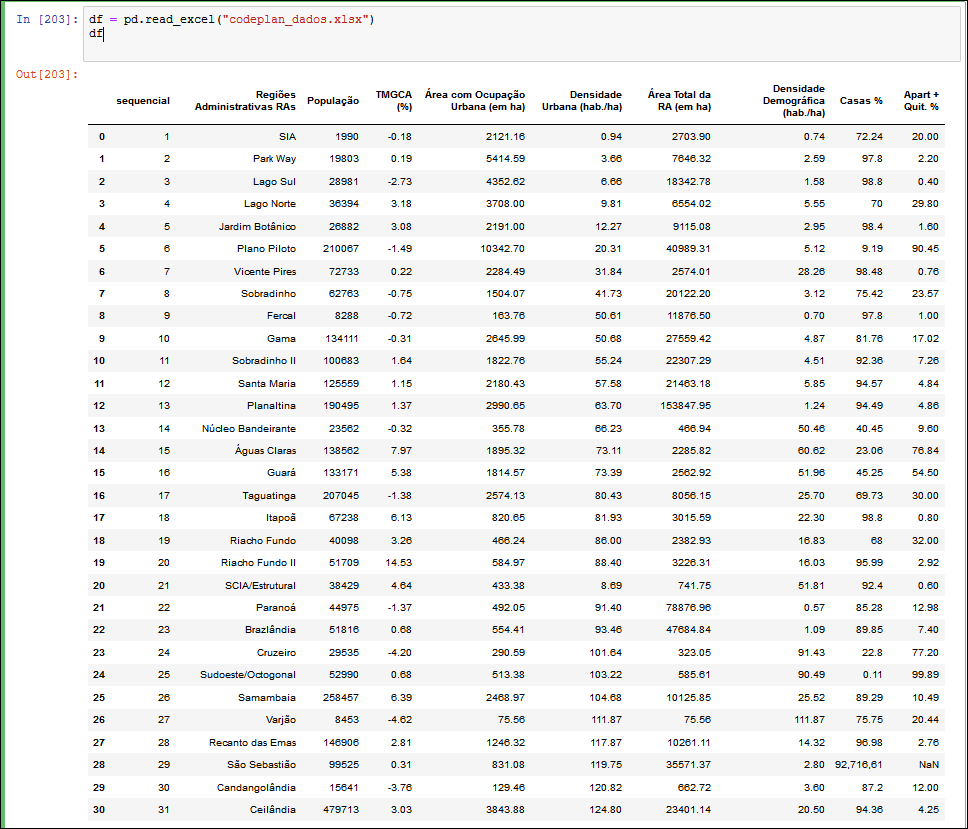 In [203]: df = pd.read_excel("codeplan_dados.xlsx")
df
Out[203]:
sequencial Regiões Administrativas RAs População TMGCA (%) Área com Ocupação Urbana (em ha) Densidade Urbana (hab./ha) Área Total da RA (em ha) Densidade Demográfica (hab./ha) Casas % Apart + Quit. %
0 1 SIA 1990 -0.18 2121.16 0.94 2703.90 0.74 72.24 20.00
1 2 Park Way 19803 0.19 5414.59 3.66 7646.32 2.59 97.8 2.20
2 3 Lago Sul 28981 -2.73 4352.62 6.66 18342.78 1.58 98.8 0.40
3 4 Lago Norte 36394 3.18 3708.00 9.81 6554.02 5.55 70 29.80
4 5 Jardim Botânico 26882 3.08 2191.00 12.27 9115.08 2.95 98.4 1.60
5 6 Plano Piloto 210067 -1.49 10342.70 20.31 40989.31 5.12 9.19 90.45
6 7 Vicente Pires 72733 0.22 2284.49 31.84 2574.01 28.26 98.48 0.76
7 8 Sobradinho 62763 -0.75 1504.07 41.73 20122.20 3.12 75.42 23.57
8 9 Fercal 8288 -0.72 163.76 50.61 11876.50 0.70 97.8 1.00
9 10 Gama 134111 -0.31 2645.99 50.68 27559.42 4.87 81.76 17.02
10 11 Sobradinho II 100683 1.64 1822.76 55.24 22307.29 4.51 92.36 7.26
11 12 Santa Maria 125559 1.15 2180.43 57.58 21463.18 5.85 94.57 4.84
12 13 Planaltina 190495 1.37 2990.65 63.70 153847.95 1.24 94.49 4.86
13 14 Núcleo Bandeirante 23562 -0.32 355.78 66.23 466.94 50.46 40.45 9.60
14 15 Águas Claras 138562 7.97 1895.32 73.11 2285.82 60.62 23.06 76.84
15 16 Guará 133171 5.38 1814.57 73.39 2562.92 51.96 45.25 54.50
16 17 Taguatinga 207045 -1.38 2574.13 80.43 8056.15 25.70 69.73 30.00
17 18 Itapoã 67238 6.13 820.65 81.93 3015.59 22.30 98.8 0.80
18 19 Riacho Fundo 40098 3.26 466.24 86.00 2382.93 16.83 68 32.00
19 20 Riacho Fundo II 51709 14.53 584.97 88.40 3226.31 16.03 95.99 2.92
20 21 SCIA/Estrutural 38429 4.64 433.38 8.69 741.75 51.81 92.4 0.60
21 22 Paranoá 44975 -1.37 492.05 91.40 78876.96 0.57 85.28 12.98
22 23 Brazlândia 51816 0.68 554.41 93.46 47684.84 1.09 89.85 7.40
23 24 Cruzeiro 29535 -4.20 290.59 101.64 323.05 91.43 22.8 77.20
24 25 Sudoeste/Octogonal 52990 0.68 513.38 103.22 585.61 90.49 0.11 99.89
25 26 Samambaia 258457 6.39 2468.97 104.68 10125.85 25.52 89.29 10.49
26 27 Varjão 8453 -4.62 75.56 111.87 75.56 111.87 75.75 20.44
27 28 Recanto das Emas 146906 2.81 1246.32 117.87 10261.11 14.32 96.98 2.76
28 29 São Sebastião 99525 0.31 831.08 119.75 35571.37 2.80 92,716,61 NaN
29 30 Candangolândia 15641 -3.76 129.46 120.82 662.72 3.60 87.2 12.00
30 31 Ceilândia 479713 3.03 3843.88 124.80 23401.14 20.50 94.36 4.25